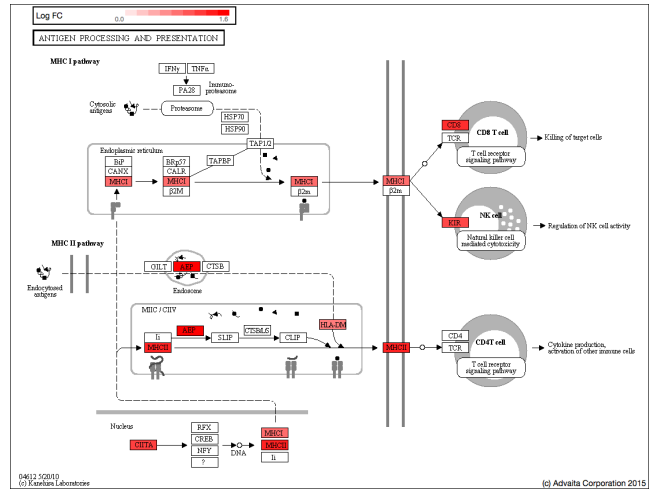 Log FC
0.0
1.6
ANTIGEN PROCESSING AND PRESENTATION
MHC I pathway
IFNγ
TNFα
PA28
Immuno-
proteasome
Cytosolic
antigens
Proteasome
HSP70
HSP90
TAP1/2
Endoplasmic reticulum
BiP
CANX
MHCI
BRp57
CALR
MHCI
β2M
TAPBP
MHCI
β2m
MHCI
β2m
CD8
TCR
CD8 T cell
T cell receptor
signaling pathway
Killing of target cells
KIR
NK cell
Natural killer cell
mediated cytotoxicity
Regulation of NK cell activity
MHC II pathway
Endocytosed
antigens
GILT
AEP
CTSB
Endosome
MIIC / CIIV
Ii
MHCII
AEP
SLIP
CTSB/L/S
CLIP
HLA-DM
MHCII
CD4
TCR
CD4T cell
T cell receptor
signaling pathway
Cytokine production,
activation of other immune cells
Nucleus
CIITA
RFX
CREB
NFY
?
DNA
MHCI
MHCII
Ii
04612 5/20/10
(c) Kanehisa Laboratories
(c) Advaita Corporation 2015